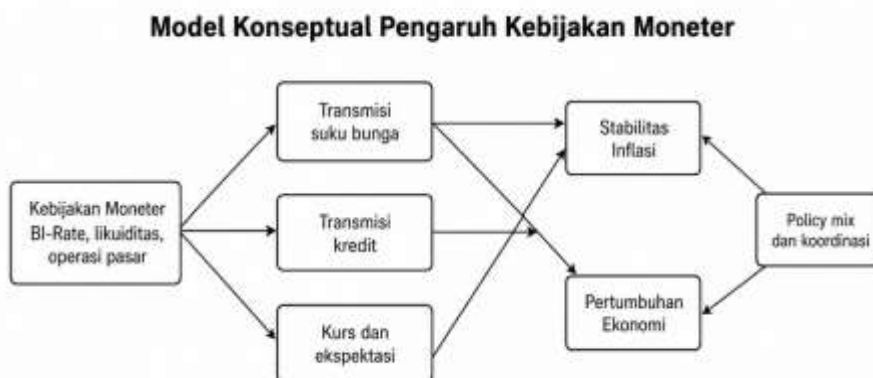 Model Konseptual Pengaruh Kebijakan Moneter
Kebijakan Moneter
BI-Rate, likuiditas,
operasi pasar
Transmisi
suku bunga
Transmisi
kredit
Kurs dan
ekspektasi
Stabilitas
Inflasi
Pertumbuhan
Ekonomi
Policy mix
dan koordinasi